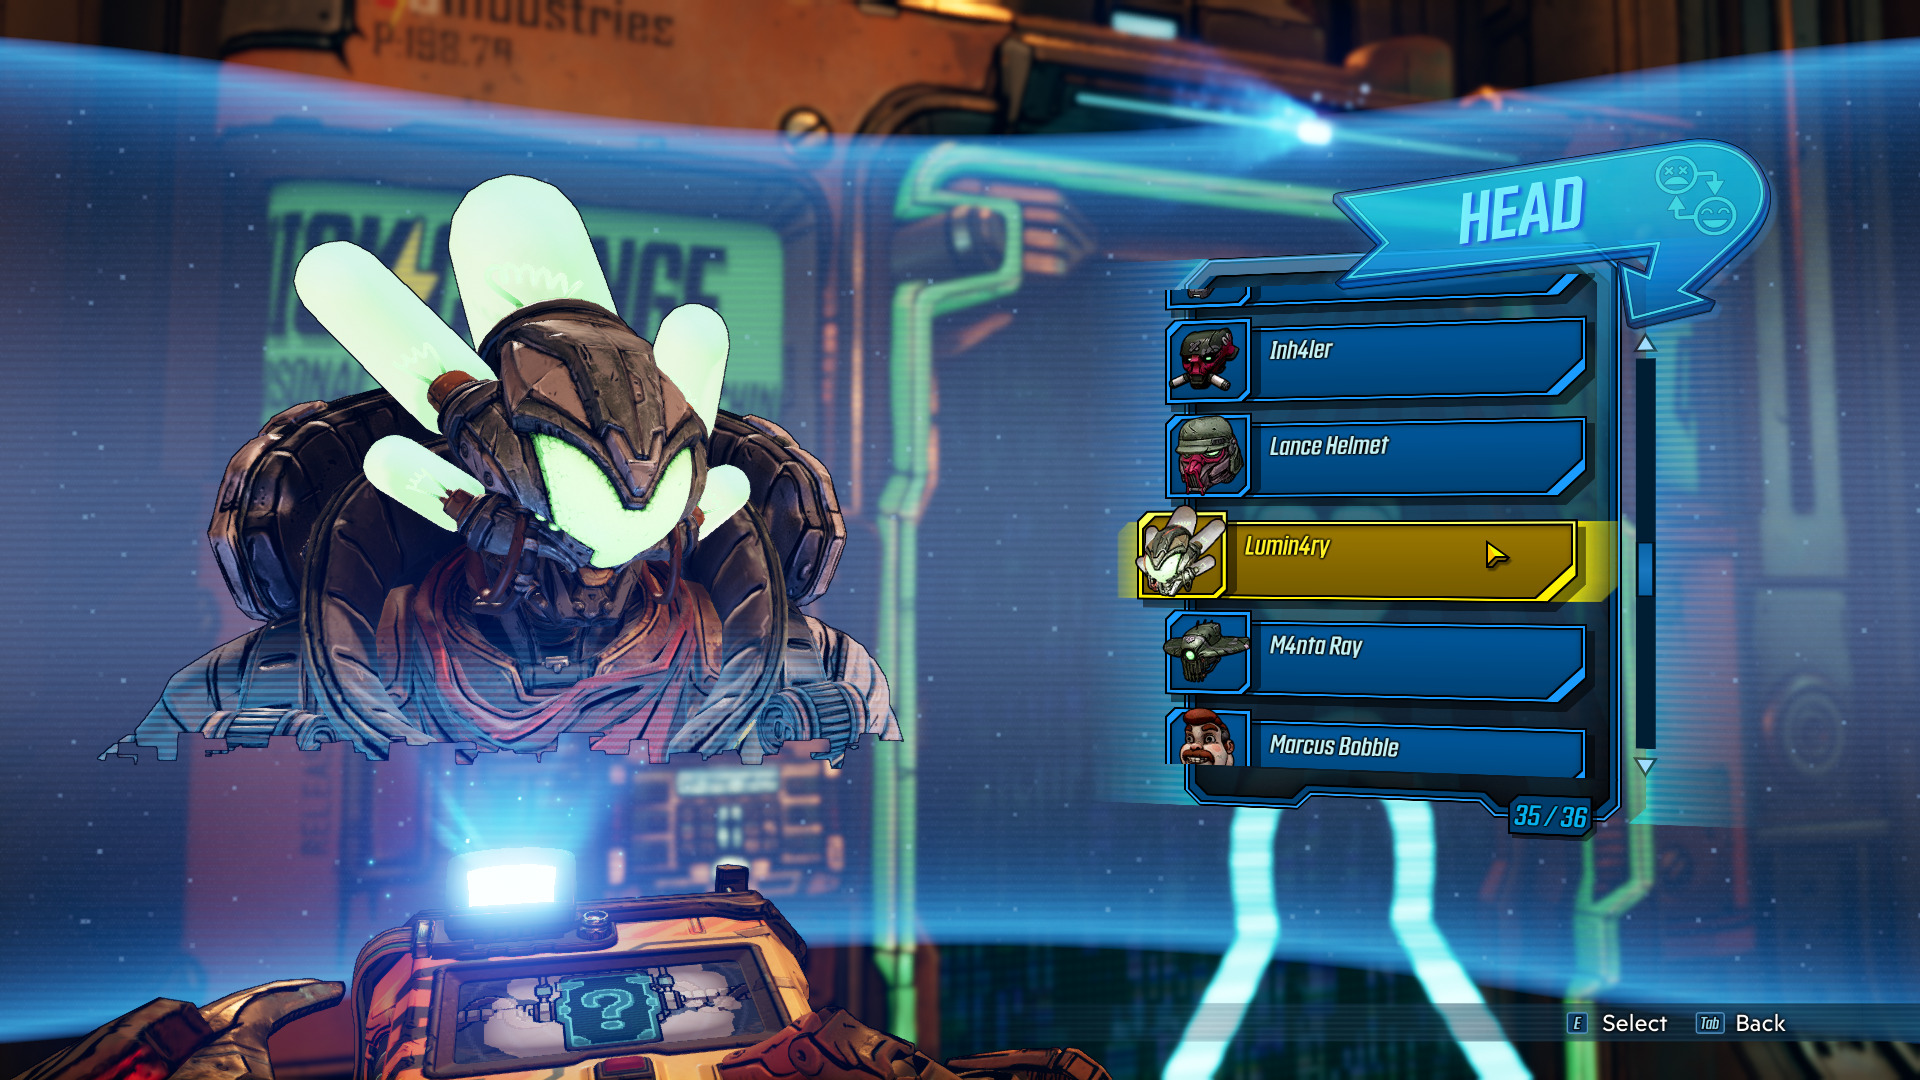 Industries
P-198.79
HEAD
Inh4ler
Lance Helmet
Lumin4ry
M4nta Ray
Marcus Bobble
35 / 36
?
E Select Tab Back